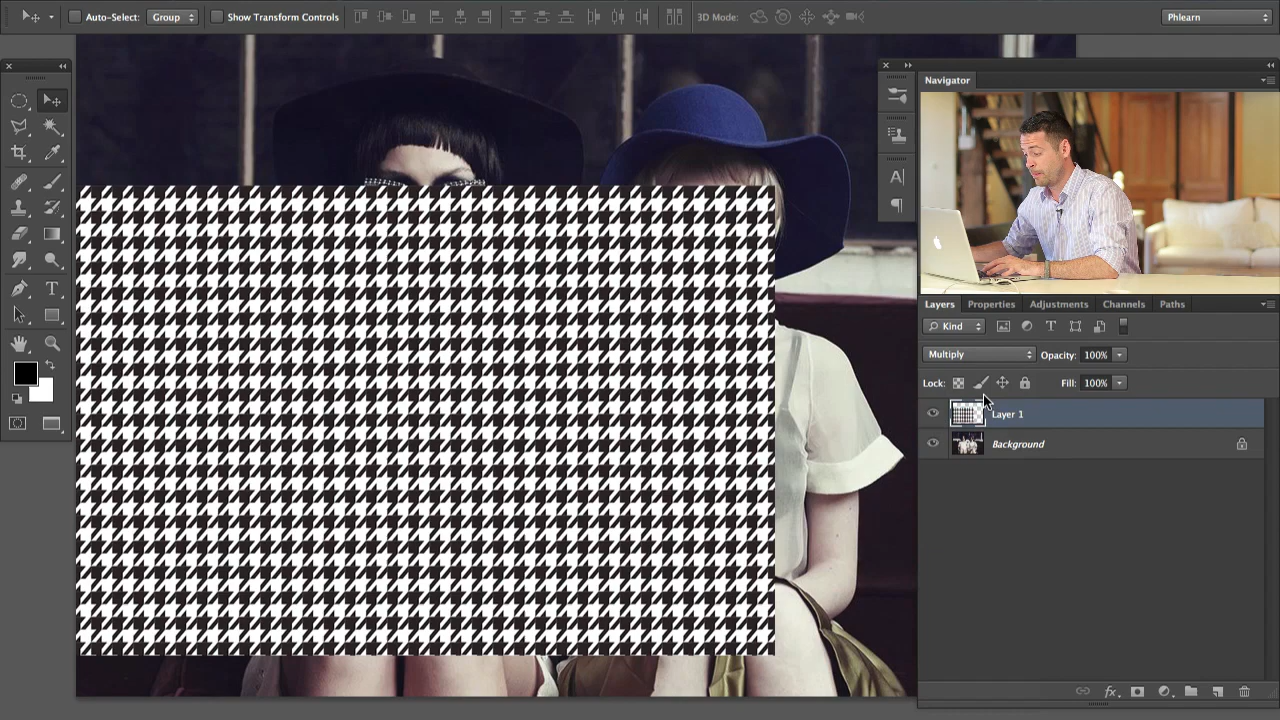 Auto-Select: Group Show Transform Controls 3D Mode: Phlearn
Navigator
Layers Properties Adjustments Channels Paths
Kind
Multiply Opacity: 100%
Lock: Fill: 100%
Layer 1
Background